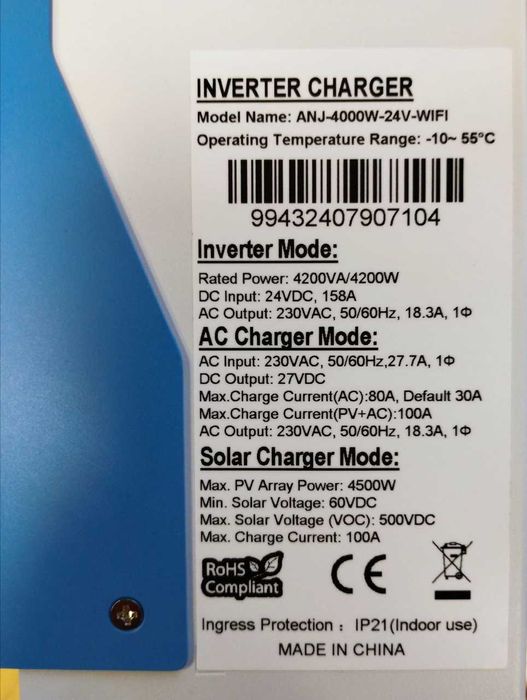 INVERTER CHARGER
Model Name: ANJ-4000W-24V-WIFI
Operating Temperature Range: -10~ 55°C
99432407907104
Inverter Mode:
Rated Power: 4200VA/4200W
DC Input: 24VDC, 158A
AC Output: 230VAC, 50/60Hz, 18.3A, 1Φ
AC Charger Mode:
AC Input: 230VAC, 50/60Hz,27.7A, 1Φ
DC Output: 27VDC
Max.Charge Current(AC):80A, Default 30A
Max.Charge Current(PV+AC):100A
AC Output: 230VAC, 50/60Hz, 18.3A, 1Φ
Solar Charger Mode:
Max. PV Array Power: 4500W
Min. Solar Voltage: 60VDC
Max. Solar Voltage (VOC): 500VDC
Max. Charge Current: 100A
RoHS
Compliant
CE
Ingress Protection : IP21(Indoor use)
MADE IN CHINA